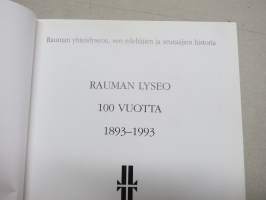 Rauman yhteislyseon, sen edeltäjien ja seuraajien historia
RAUMAN LYSEO
100 VUOTTA
1893–1993